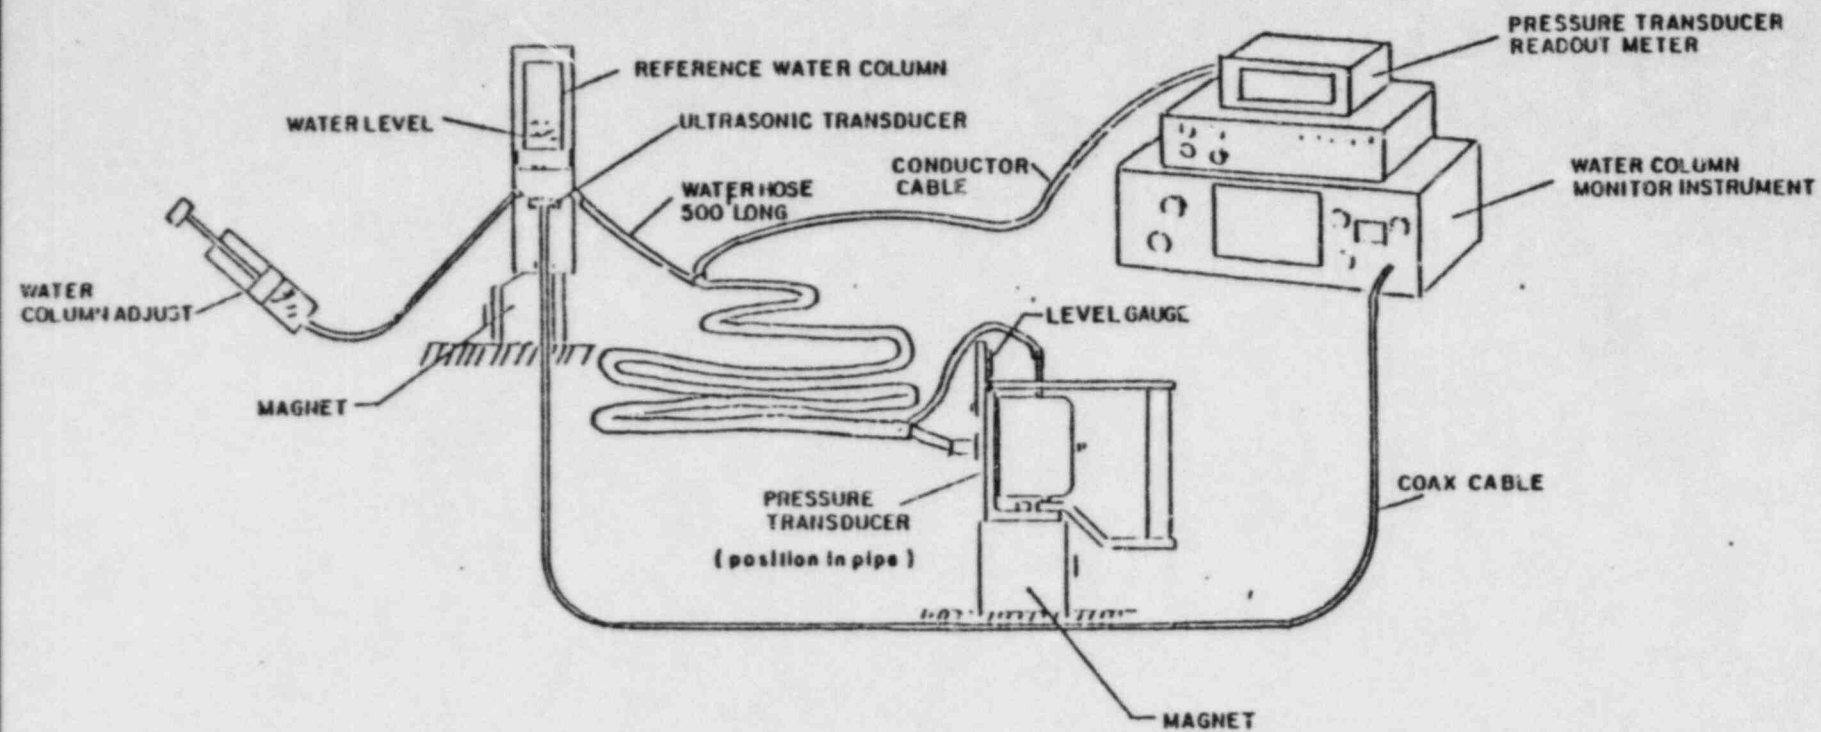 PRESSURE TRANSDUCER
READOUT METER
REFERENCE WATER COLUMN
WATER LEVEL
ULTRASONIC TRANSDUCER
CONDUCTOR
CABLE
WATER COLUMN
MONITOR INSTRUMENT
WATER HOSE
500' LONG
WATER
COLUMN ADJUST
LEVEL GAUGE
MAGNET
COAX CABLE
PRESSURE
TRANSDUCER
(position in pipe)
MAGNET